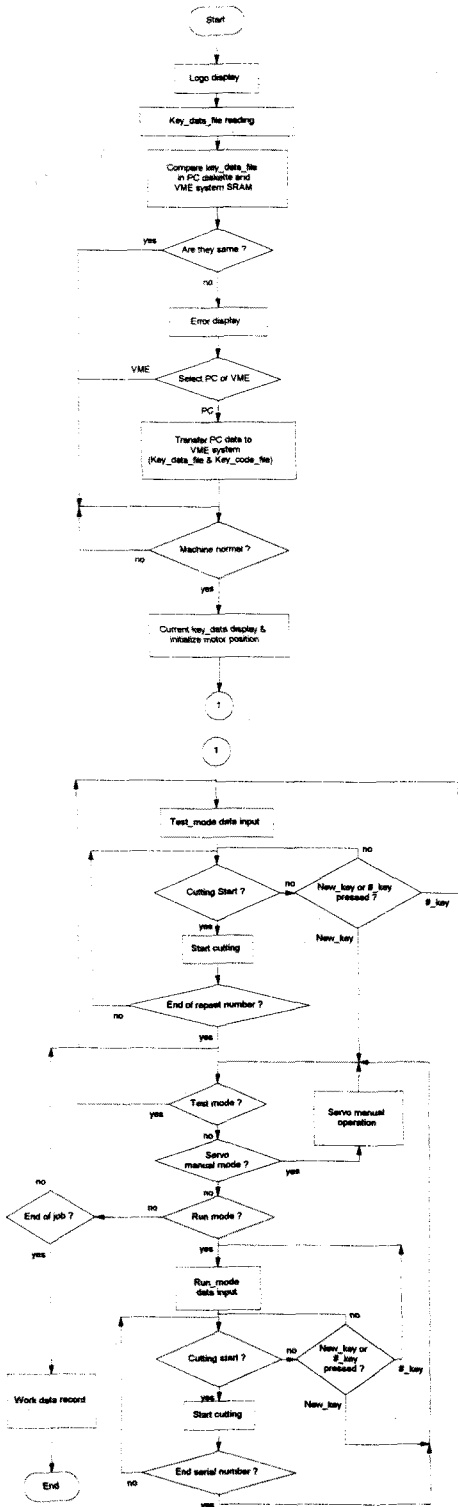 Start
Logo display
Key_data_file reading
Compare key_data_file
in PC diskette and
VME system SRAM
yes
Are they same ?
no
Error display
VME
Select PC or VME
PC
Transfer PC data to
VME system
(Key_data_file & Key_code_file)
Machine normal ?
no
yes
Current key_data display &
initialize motor position
1
1
Test_mode data input
no
Cutting Start ?
no
New_key or #_key
pressed ?
#_key
yes
New_key
Start cutting
End of repeat number ?
no
yes
Test mode ?
yes
Servo manual
operation
no
Servo
manual mode ?
yes
no
no
End of job ?
no
Run mode ?
yes
yes
Run_mode
data input
no
Cutting start ?
no
New_key or
#_key
pressed ?
#_key
yes
New_key
Work data record
Start cutting
End
no
End serial number ?
yes